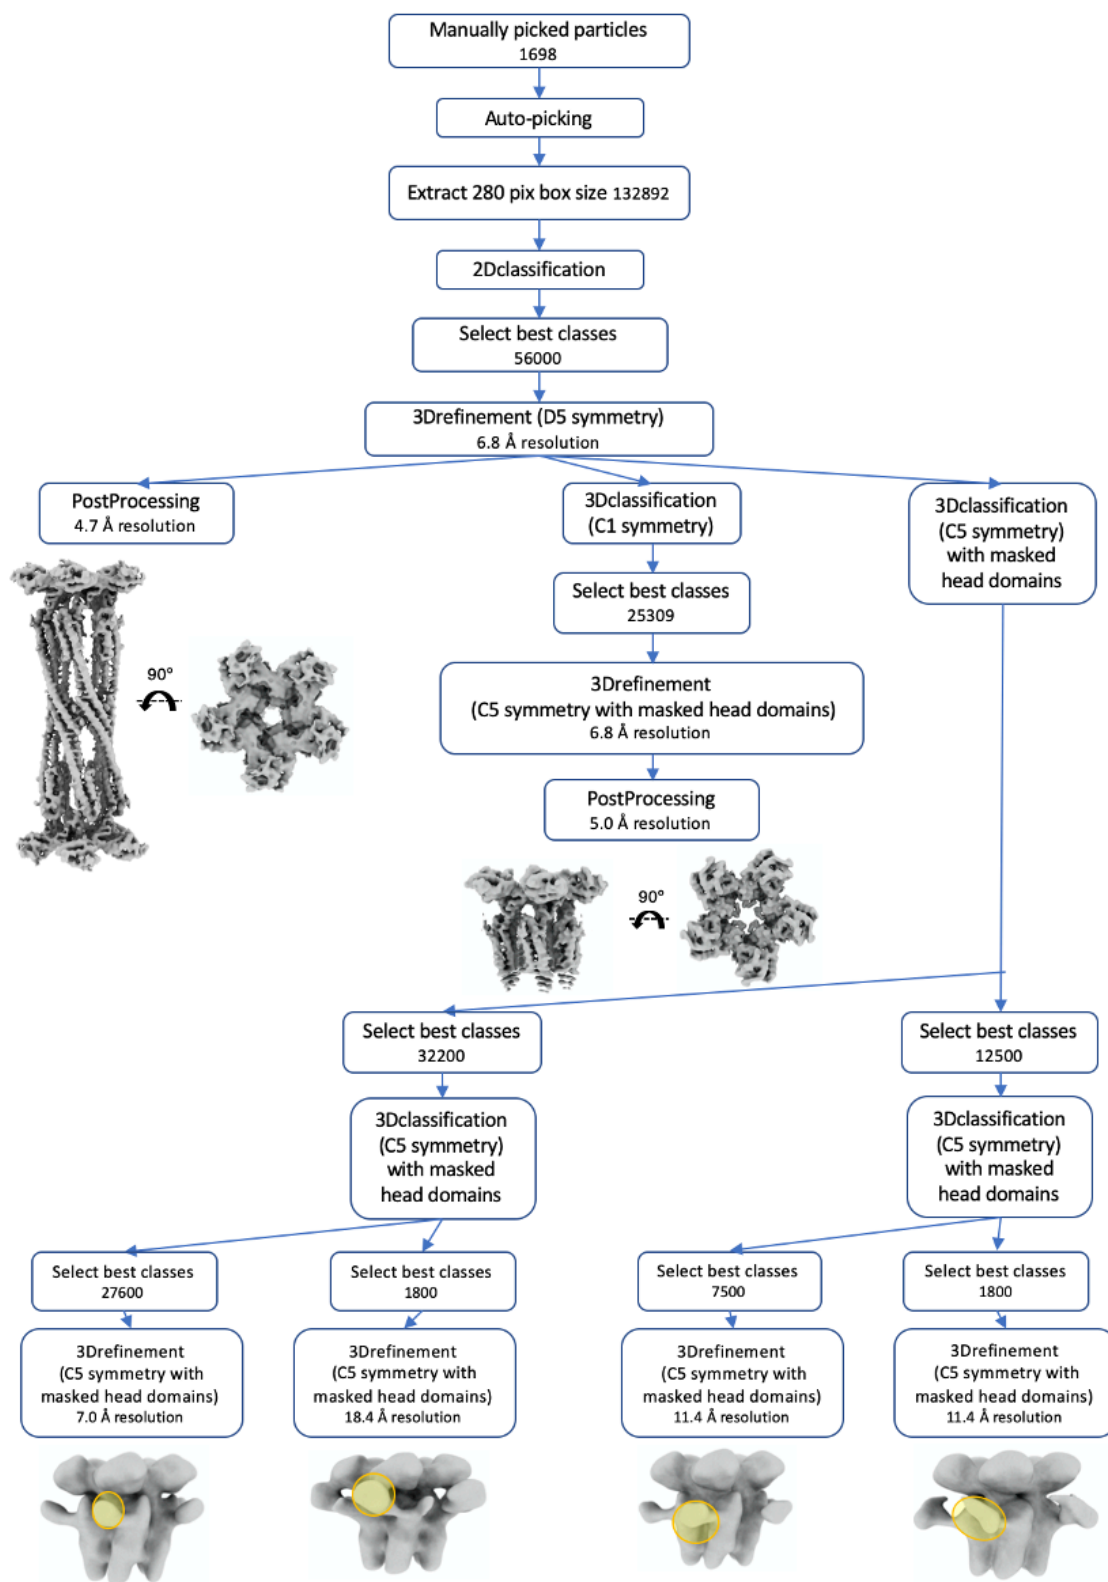 Manually picked particles
1698
Auto-picking
Extract 280 pix box size 132892
2Dclassification
Select best classes
56000
3Drefinement (D5 symmetry)
6.8 Å resolution
PostProcessing
4.7 Å resolution
3Dclassification
(C1 symmetry)
3Dclassification
(C5 symmetry)
with masked
head domains
Select best classes
25309
90°
3Drefinement
(C5 symmetry with masked head domains)
6.8 Å resolution
PostProcessing
5.0 Å resolution
90°
Select best classes
32200
Select best classes
12500
3Dclassification
(C5 symmetry)
with masked
head domains
3Dclassification
(C5 symmetry)
with masked
head domains
Select best classes
27600
Select best classes
1800
Select best classes
7500
Select best classes
1800
3Drefinement
(C5 symmetry with
masked head domains)
7.0 Å resolution
3Drefinement
(C5 symmetry with
masked head domains)
18.4 Å resolution
3Drefinement
(C5 symmetry with
masked head domains)
11.4 Å resolution
3Drefinement
(C5 symmetry with
masked head domains)
11.4 Å resolution